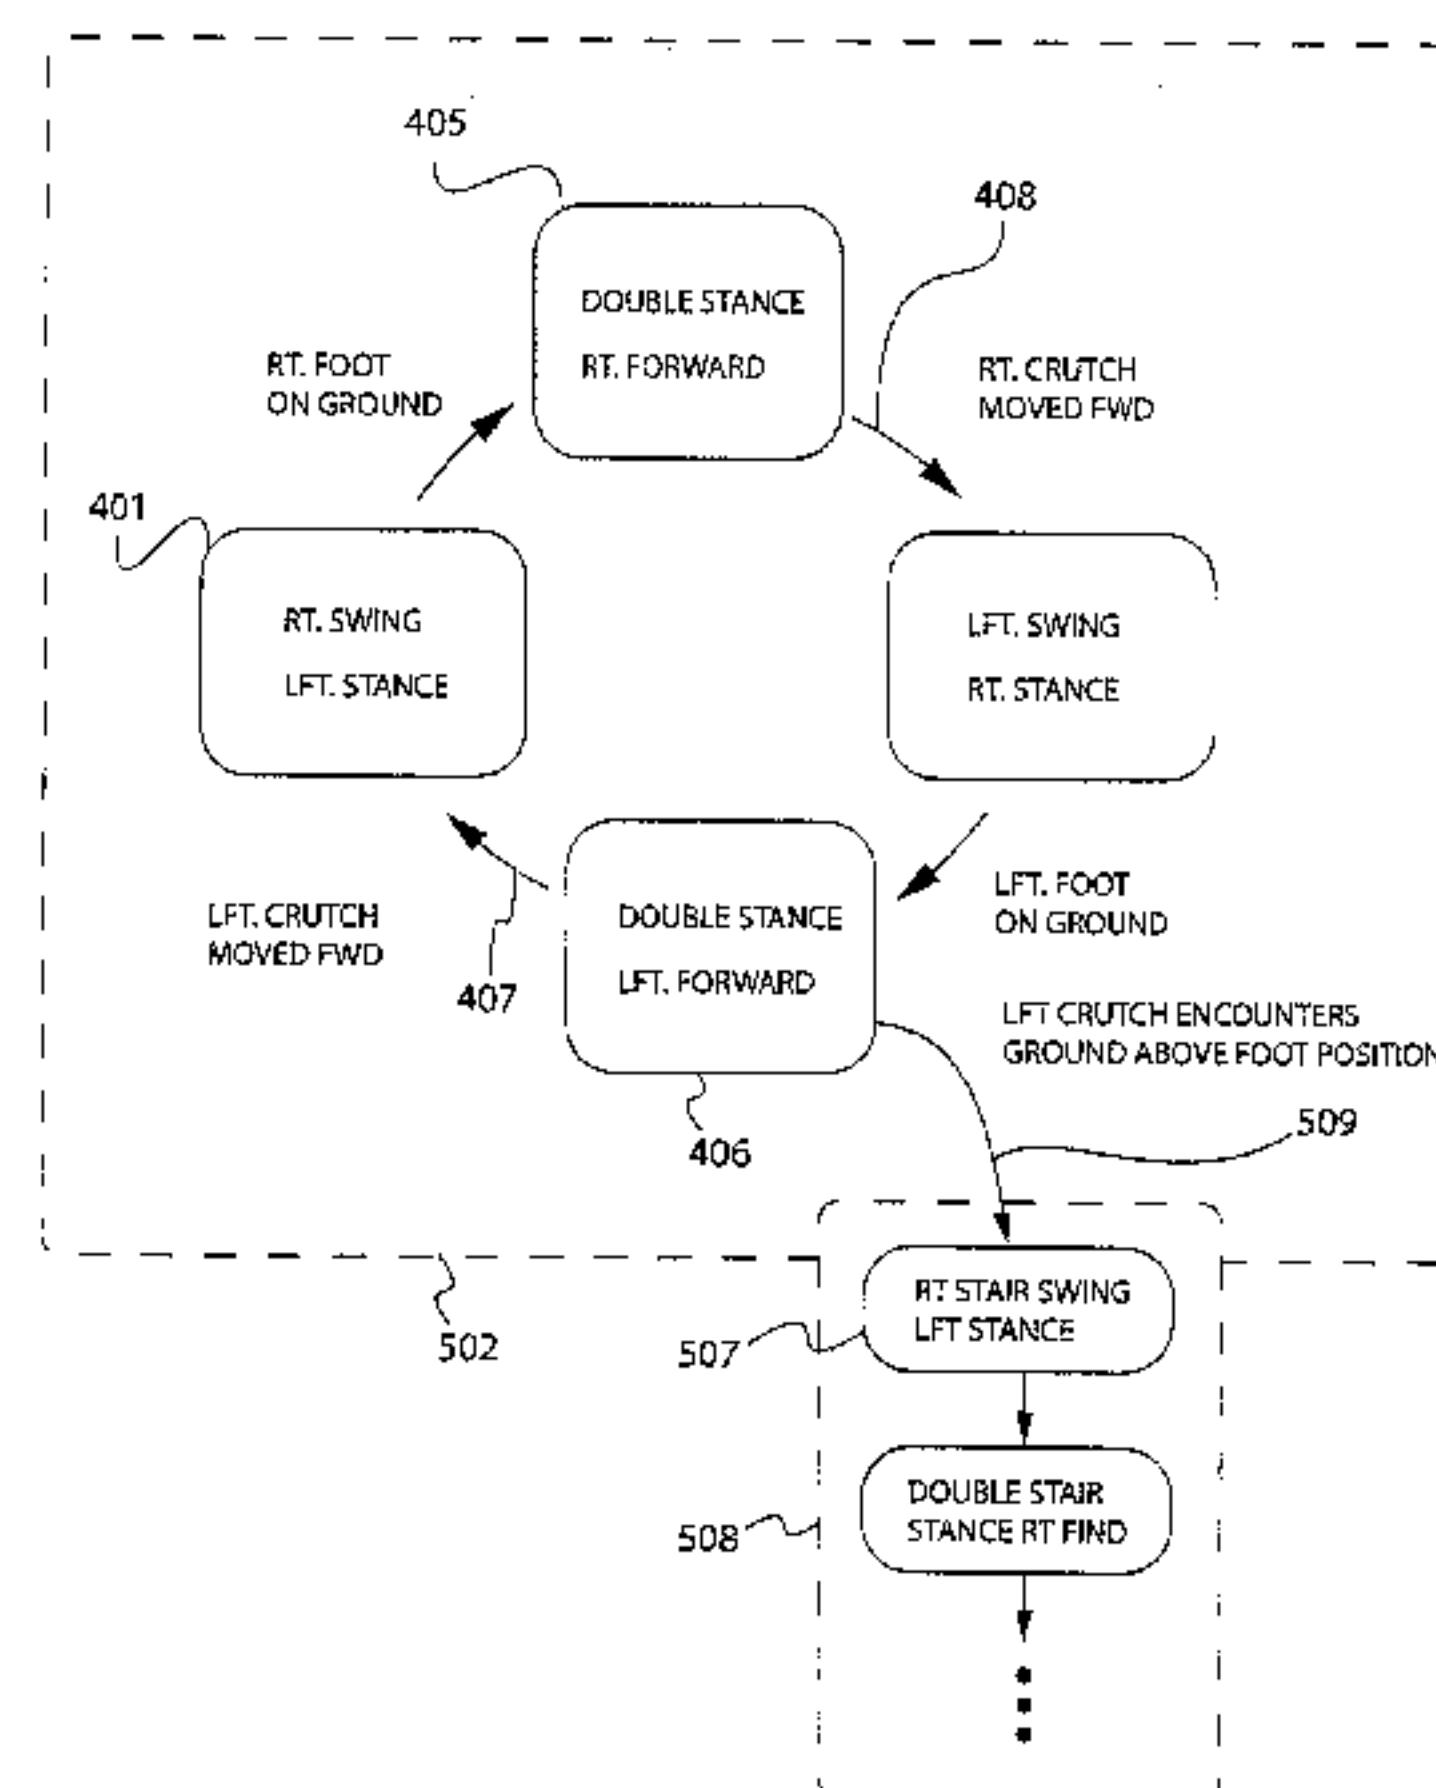 405
408
DOUBLE STANCE
RT. FORWARD
RT. FOOT
ON GROUND
RT. CRUTCH
MOVED FWD
401
RT. SWING
LFT. STANCE
LFT. SWING
RT. STANCE
LFT. CRUTCH
MOVED FWD
407
DOUBLE STANCE
LFT. FORWARD
LFT. FOOT
ON GROUND
LFT CRUTCH ENCOUNTERS
GROUND ABOVE FOOT POSITION
406
509
502
507
RT STAIR SWING
LFT STANCE
508
DOUBLE STAIR
STANCE RT FIND